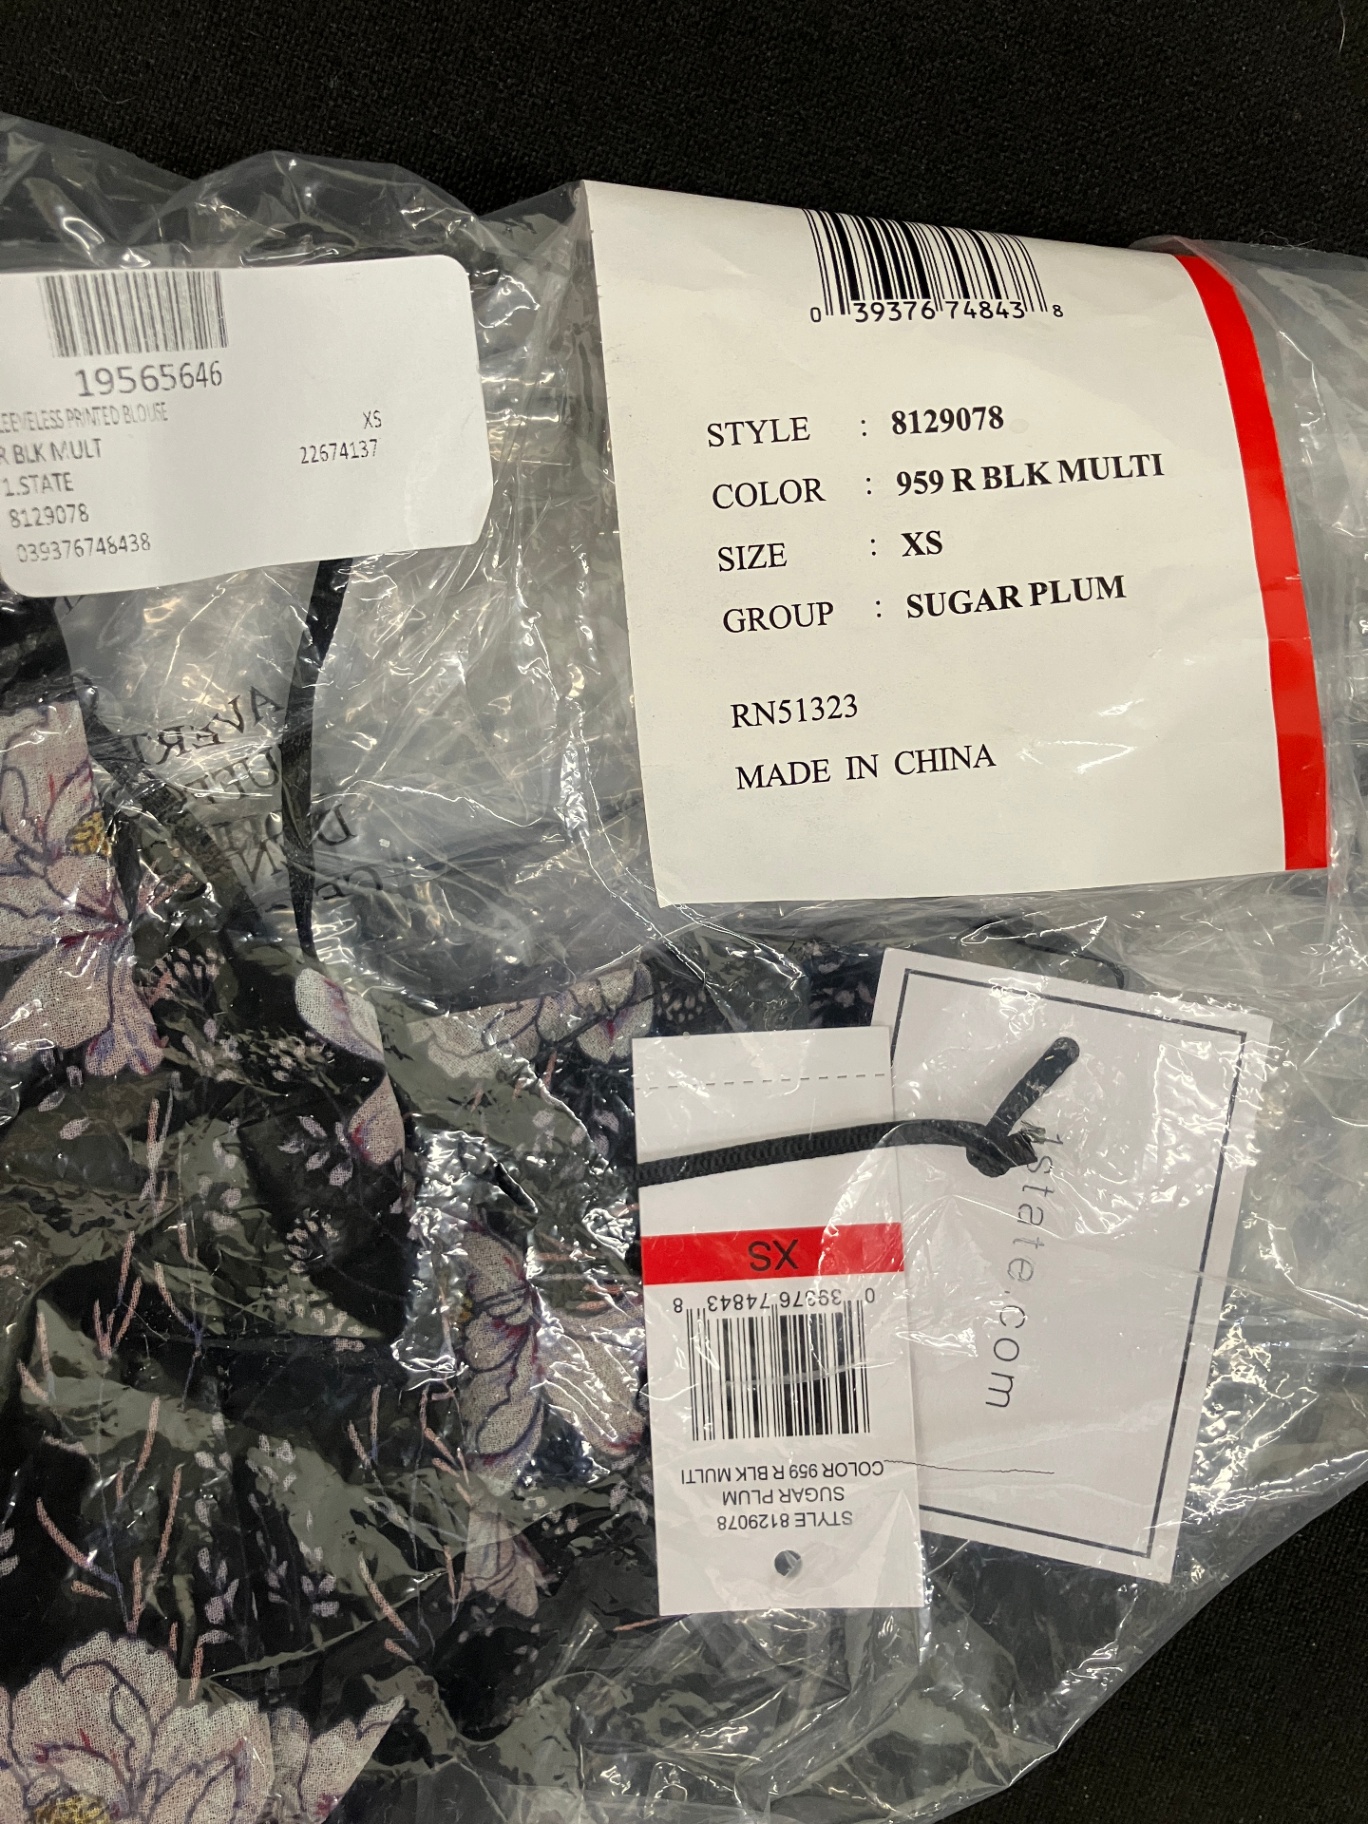 19565646
LEEVELESS PRINTED BLOUSE
XS
R BLK MULT
22674137
1.STATE
8129078
039376748438
0 39376 74843 8
STYLE : 8129078
COLOR : 959 R BLK MULTI
SIZE : XS
GROUP : SUGAR PLUM
RN51323
MADE IN CHINA
1.state.com
XS
0 39376 74843 8
COLOR 959 R BLK MULTI
SUGAR PLUM
STYLE 8129078